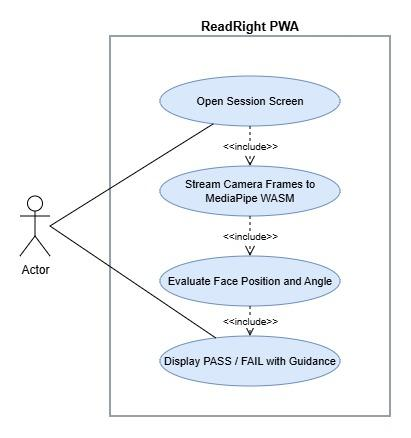 ReadRight PWA
Open Session Screen
<<include>>
Stream Camera Frames to
MediaPipe WASM
<<include>>
Evaluate Face Position and Angle
<<include>>
Display PASS / FAIL with Guidance
Actor